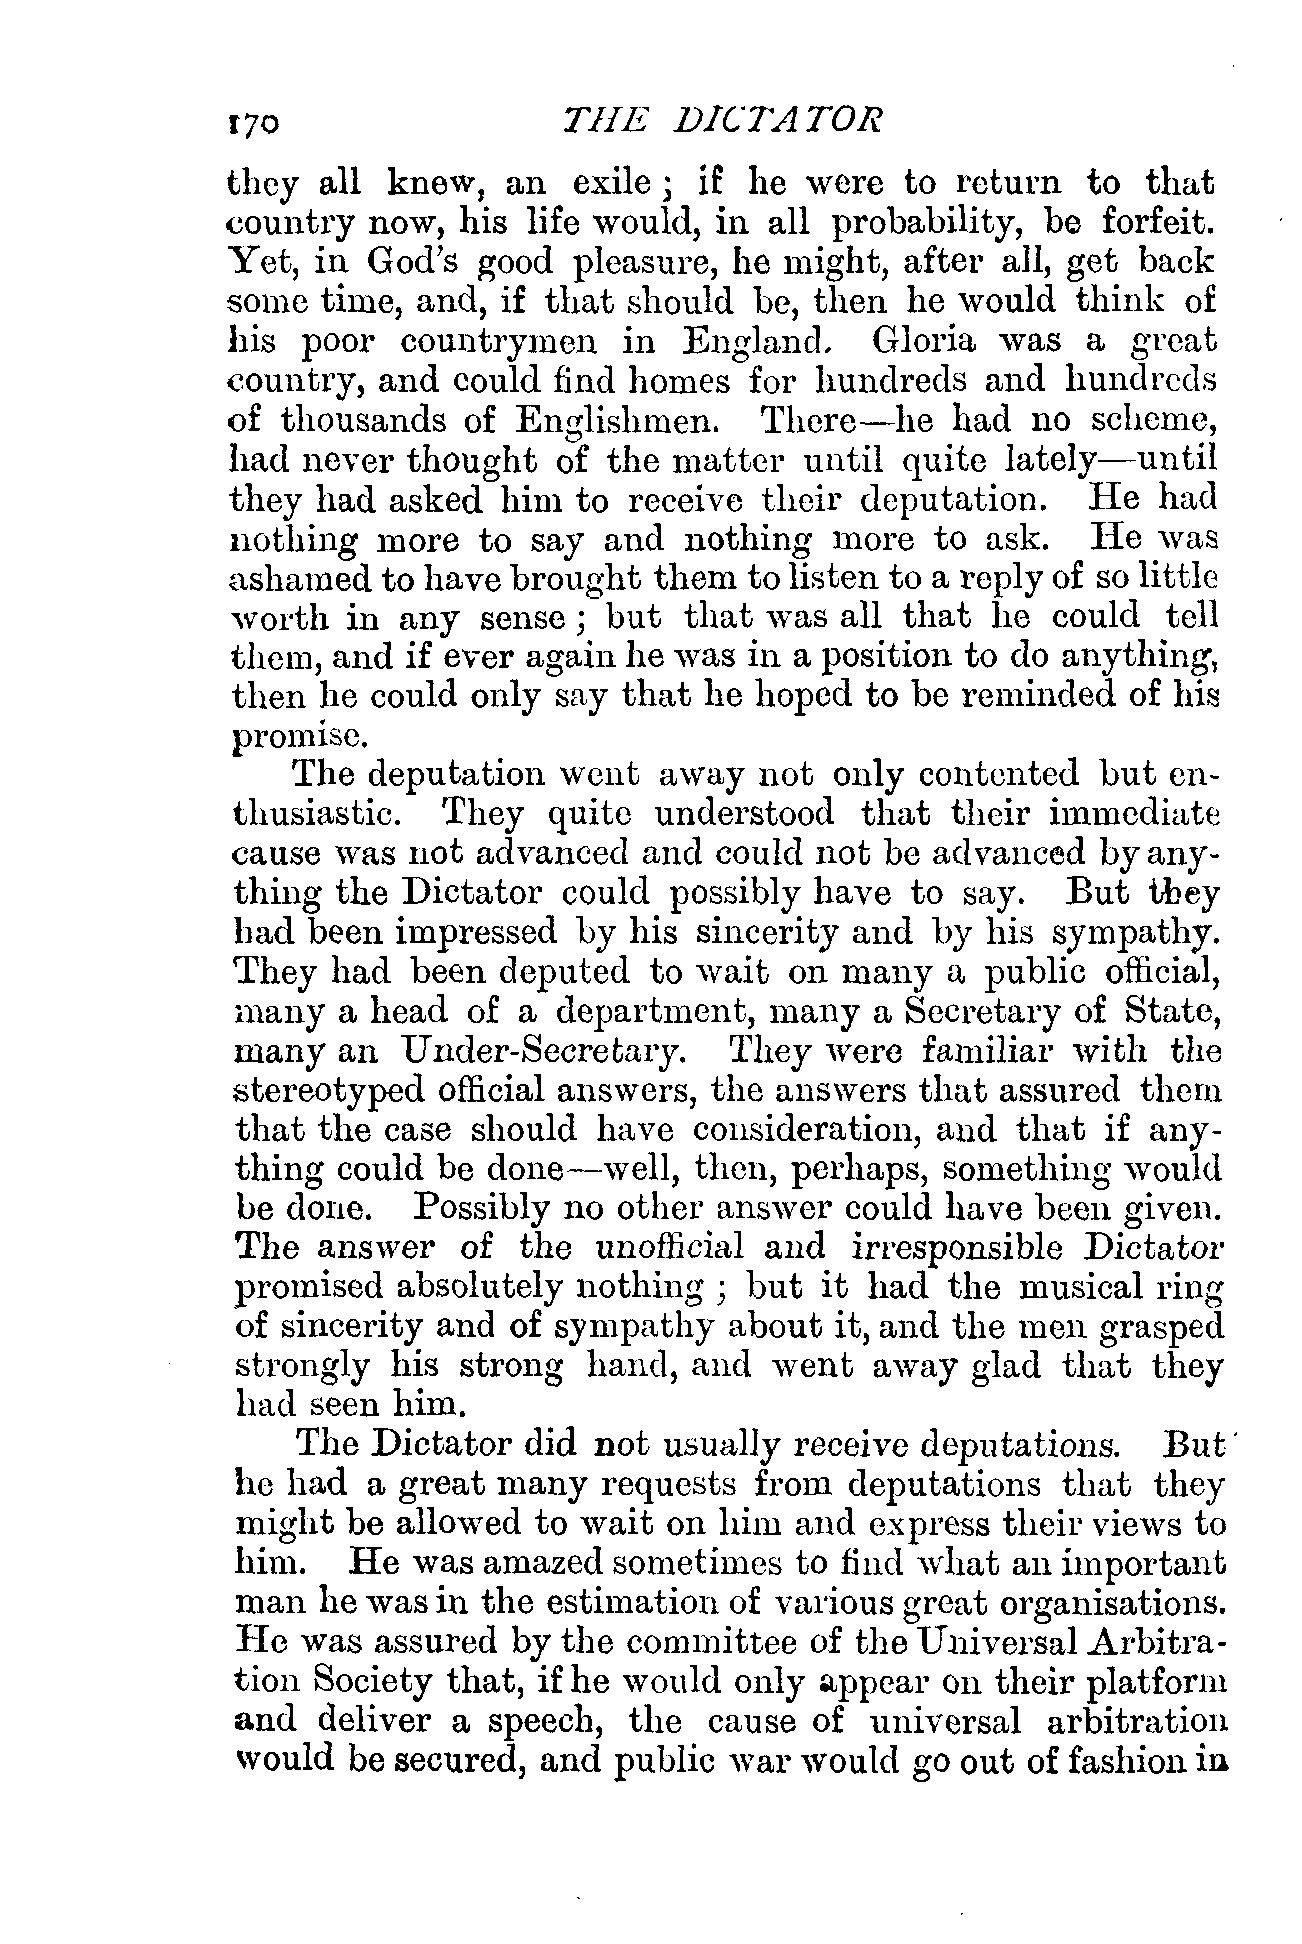 170 THE DICTATOR
they all knew, an exile ; if he were to return to that
country now, his life would, in all probability, be forfeit.
Yet, in God's good pleasure, he might, after all, get back
some time, and, if that should be, then he would think of
his poor countrymen in England. Gloria was a great
country, and could find homes for hundreds and hundreds
of thousands of Englishmen. There—he had no scheme,
had never thought of the matter until quite lately—until
they had asked him to receive their deputation. He had
nothing more to say and nothing more to ask. He was
ashamed to have brought them to listen to a reply of so little
worth in any sense ; but that was all that he could tell
them, and if ever again he was in a position to do anything,
then he could only say that he hoped to be reminded of his
promise.
The deputation went away not only contented but en-
thusiastic. They quite understood that their immediate
cause was not advanced and could not be advanced by any-
thing the Dictator could possibly have to say. But they
had been impressed by his sincerity and by his sympathy.
They had been deputed to wait on many a public official,
many a head of a department, many a Secretary of State,
many an Under-Secretary. They were familiar with the
stereotyped official answers, the answers that assured them
that the case should have consideration, and that if any-
thing could be done—well, then, perhaps, something would
be done. Possibly no other answer could have been given.
The answer of the unofficial and irresponsible Dictator
promised absolutely nothing ; but it had the musical ring
of sincerity and of sympathy about it, and the men grasped
strongly his strong hand, and went away glad that they
had seen him.
The Dictator did not usually receive deputations. But
he had a great many requests from deputations that they
might be allowed to wait on him and express their views to
him. He was amazed sometimes to find what an important
man he was in the estimation of various great organisations.
He was assured by the committee of the Universal Arbitra-
tion Society that, if he would only appear on their platform
and deliver a speech, the cause of universal arbitration
would be secured, and public war would go out of fashion in